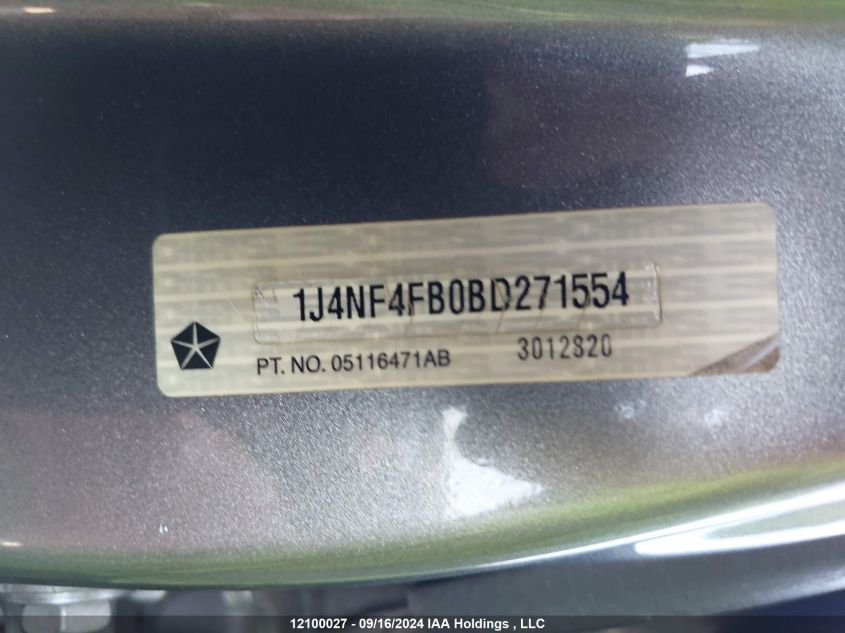 1J4NF4FB0BD271554
PT. NO. 05116471AB 3012820
12100027 - 09/16/2024 IAA Holdings , LLC